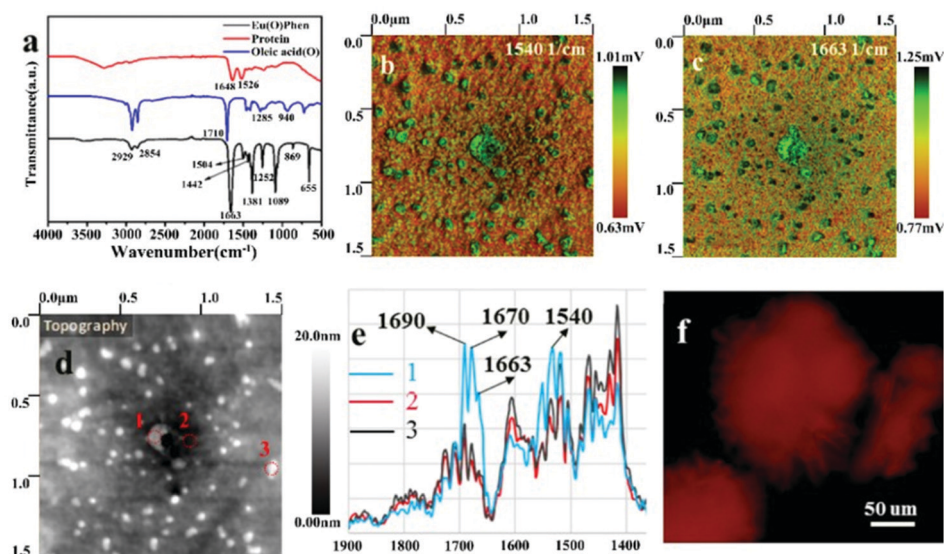 a
Eu(O)Phen
Protein
Oleic acid(O)
Transmittance(a.u.)
1648 1526
1710
1285 940
2929 2854
1504
1442
1663
1381
1252
1089
869
655
4000 3500 3000 2500 2000 1500 1000 500
Wavenumber(cm⁻¹)
0.0μm 0.5 1.0 1.5
0.0
0.5
1.0
1.5
b
1540 1/cm
1.01mV
0.63mV
0.0μm 0.5 1.0 1.5
0.0
0.5
1.0
1.5
c
1663 1/cm
1.25mV
0.77mV
0.0μm 0.5 1.0 1.5
0.0
0.5
1.0
1.5
Topography
d
1 2
3
20.0nm
0.00nm
e
1690 1670 1540
1663
1
2
3
1900 1800 1700 1600 1500 1400
f
50 um